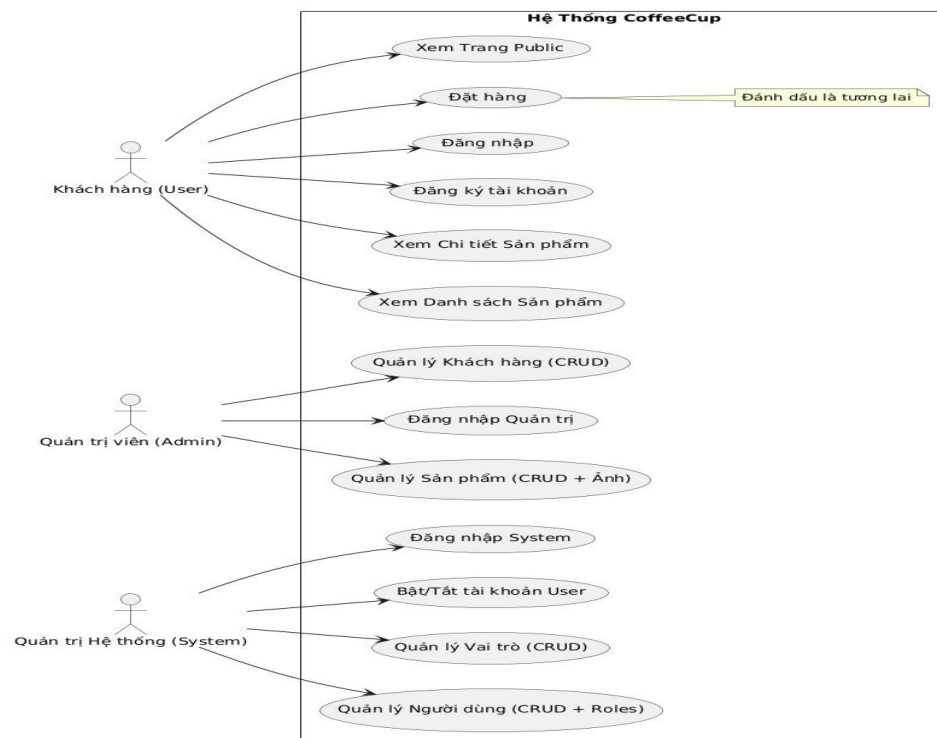 Hệ Thống CoffeeCup
Xem Trang Public
Đặt hàng
Đánh dấu là tương lai
Đăng nhập
Khách hàng (User)
Đăng ký tài khoản
Xem Chi tiết Sản phẩm
Xem Danh sách Sản phẩm
Quản lý Khách hàng (CRUD)
Đăng nhập Quản trị
Quản trị viên (Admin)
Quản lý Sản phẩm (CRUD + Ảnh)
Đăng nhập System
Bật/Tắt tài khoản User
Quản trị Hệ thống (System)
Quản lý Vai trò (CRUD)
Quản lý Người dùng (CRUD + Roles)